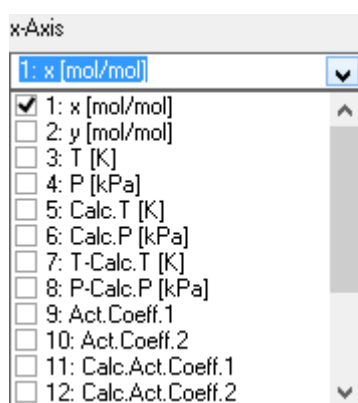 x-Axis
1: x [mol/mol]
1: x [mol/mol]
2: y [mol/mol]
3: T [K]
4: P [kPa]
5: Calc.T [K]
6: Calc.P [kPa]
7: T-Calc.T [K]
8: P-Calc.P [kPa]
9: Act.Coeff.1
10: Act.Coeff.2
11: Calc.Act.Coeff.1
12: Calc.Act.Coeff.2